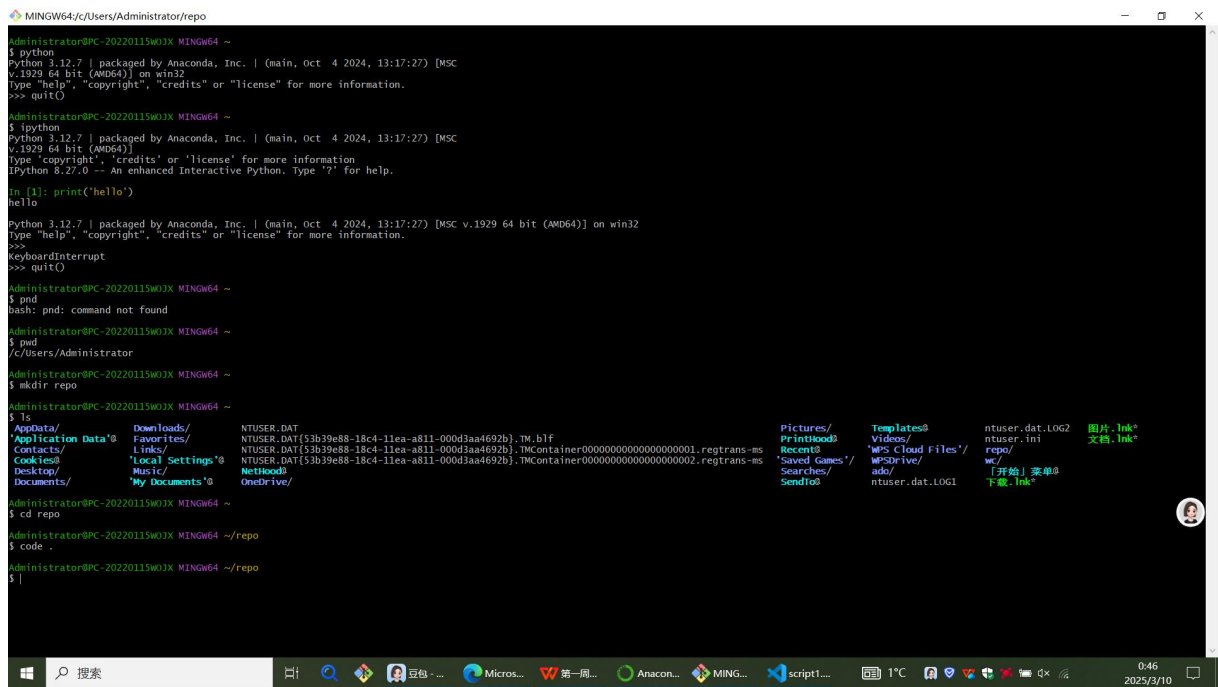 MINGW64:/c/Users/Administrator/repo
Administrator@PC-20220115WOJX MINGW64 ~
$ python
Python 3.12.7 | packaged by Anaconda, Inc. | (main, Oct  4 2024, 13:17:27) [MSC
v.1929 64 bit (AMD64)] on win32
Type "help", "copyright", "credits" or "license" for more information.
>>> quit()
Administrator@PC-20220115WOJX MINGW64 ~
$ ipython
Python 3.12.7 | packaged by Anaconda, Inc. | (main, Oct  4 2024, 13:17:27) [MSC
v.1929 64 bit (AMD64)]
Type 'copyright', 'credits' or 'license' for more information
IPython 8.27.0 -- An enhanced Interactive Python. Type '?' for help.
In [1]: print('hello')
hello
Python 3.12.7 | packaged by Anaconda, Inc. | (main, Oct  4 2024, 13:17:27) [MSC v.1929 64 bit (AMD64)] on win32
Type "help", "copyright", "credits" or "license" for more information.
>>>
KeyboardInterrupt
>>> quit()
Administrator@PC-20220115WOJX MINGW64 ~
$ pnd
bash: pnd: command not found
Administrator@PC-20220115WOJX MINGW64 ~
$ pwd
/c/Users/Administrator
Administrator@PC-20220115WOJX MINGW64 ~
$ mkdir repo
Administrator@PC-20220115WOJX MINGW64 ~
$ ls
AppData/ Downloads/ NTUSER.DAT Pictures/ Templates@ ntuser.dat.LOG2 图片.lnk*
'Application Data'@ Favorites/ NTUSER.DAT{53b39e88-18c4-11ea-a811-000d3aa4692b}.TM.blf PrintHood@ Videos/ ntuser.ini 文档.lnk*
Contacts/ Links/ NTUSER.DAT{53b39e88-18c4-11ea-a811-000d3aa4692b}.TMContainer00000000000000000001.regtrans-ms Recent@ 'WPS Cloud Files'/ repo/
Cookies@ 'Local Settings'@ NTUSER.DAT{53b39e88-18c4-11ea-a811-000d3aa4692b}.TMContainer00000000000000000002.regtrans-ms 'Saved Games'/ WPSDrive/ wc/
Desktop/ Music/ NetHood@ Searches/ ado/ 「开始」菜单@
Documents/ 'My Documents'@ OneDrive/ SendTo@ ntuser.dat.LOG1 下载.lnk*
Administrator@PC-20220115WOJX MINGW64 ~
$ cd repo
Administrator@PC-20220115WOJX MINGW64 ~/repo
$ code .
Administrator@PC-20220115WOJX MINGW64 ~/repo
$
搜索 豆包 - ... Micros... 第一周... Anacon... MING... script1.... 1°C 0:46
2025/3/10